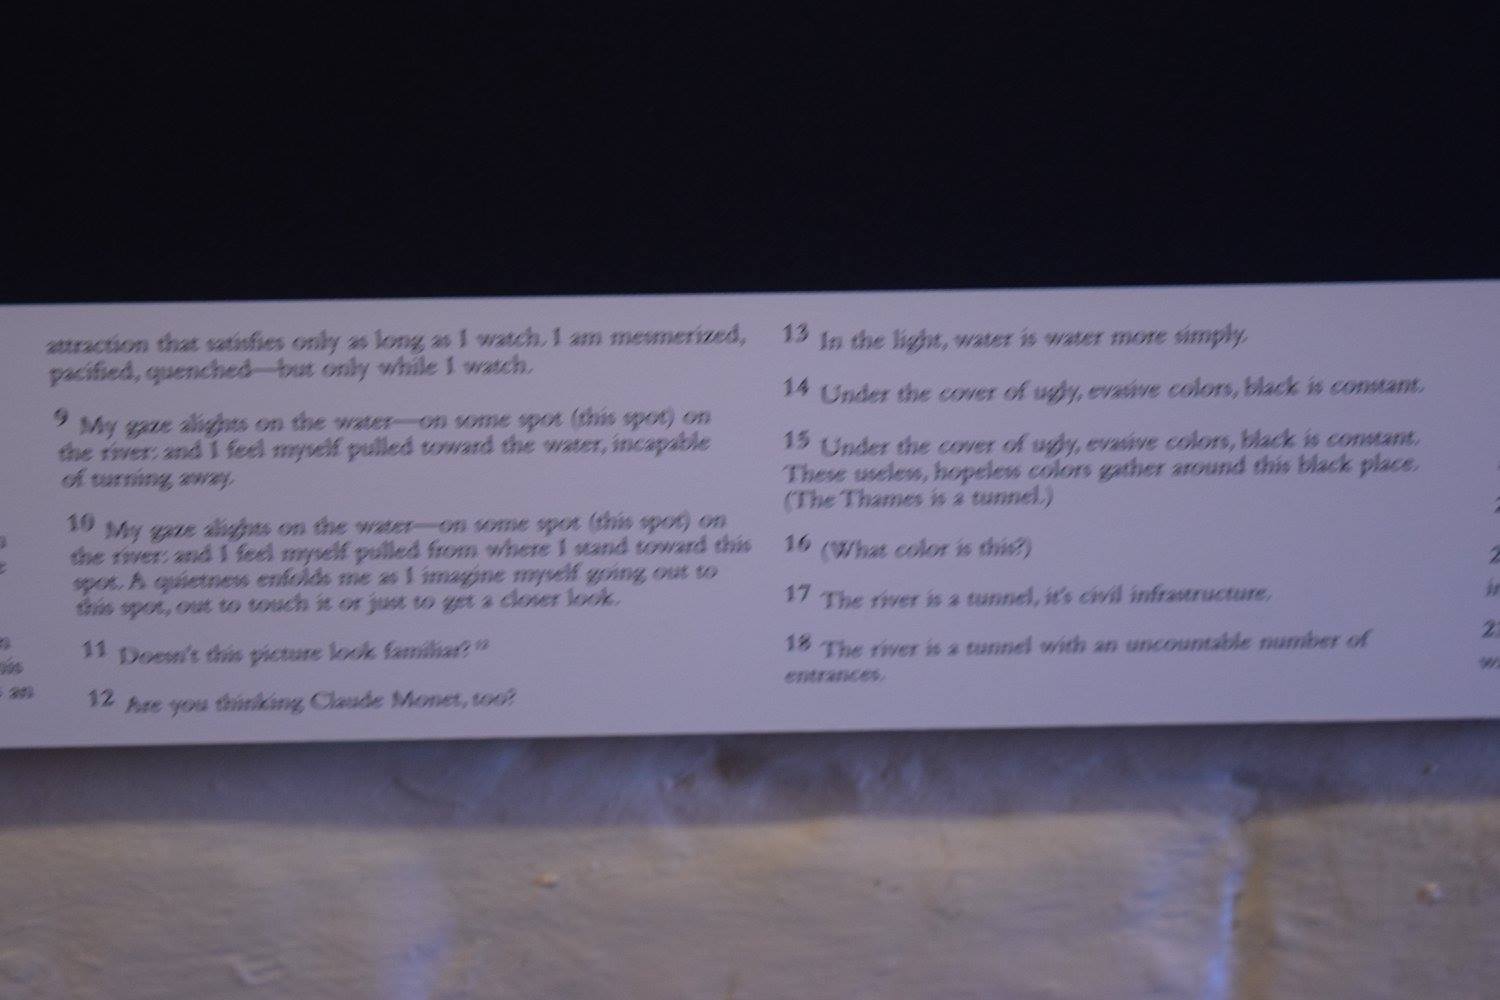 attraction that satisfies only as long as I watch. I am mesmerized,
pacified, quenched—but only while I watch.
9 My gaze alights on the water—on some spot (this spot) on
the river: and I feel myself pulled toward the water, incapable
of turning away.
10 My gaze alights on the water—on some spot (this spot) on
the river: and I feel myself pulled from where I stand toward this
spot. A quietness enfolds me as I imagine myself going out to
this spot, out to touch it or just to get a closer look.
11 Doesn't this picture look familiar?12
12 Are you thinking Claude Monet, too?
13 In the light, water is water more simply.
14 Under the cover of ugly, evasive colors, black is constant.
15 Under the cover of ugly, evasive colors, black is constant.
These useless, hopeless colors gather around this black place.
(The Thames is a tunnel.)
16 (What color is this?)
17 The river is a tunnel, it's civil infrastructure.
18 The river is a tunnel with an uncountable number of
entrances.